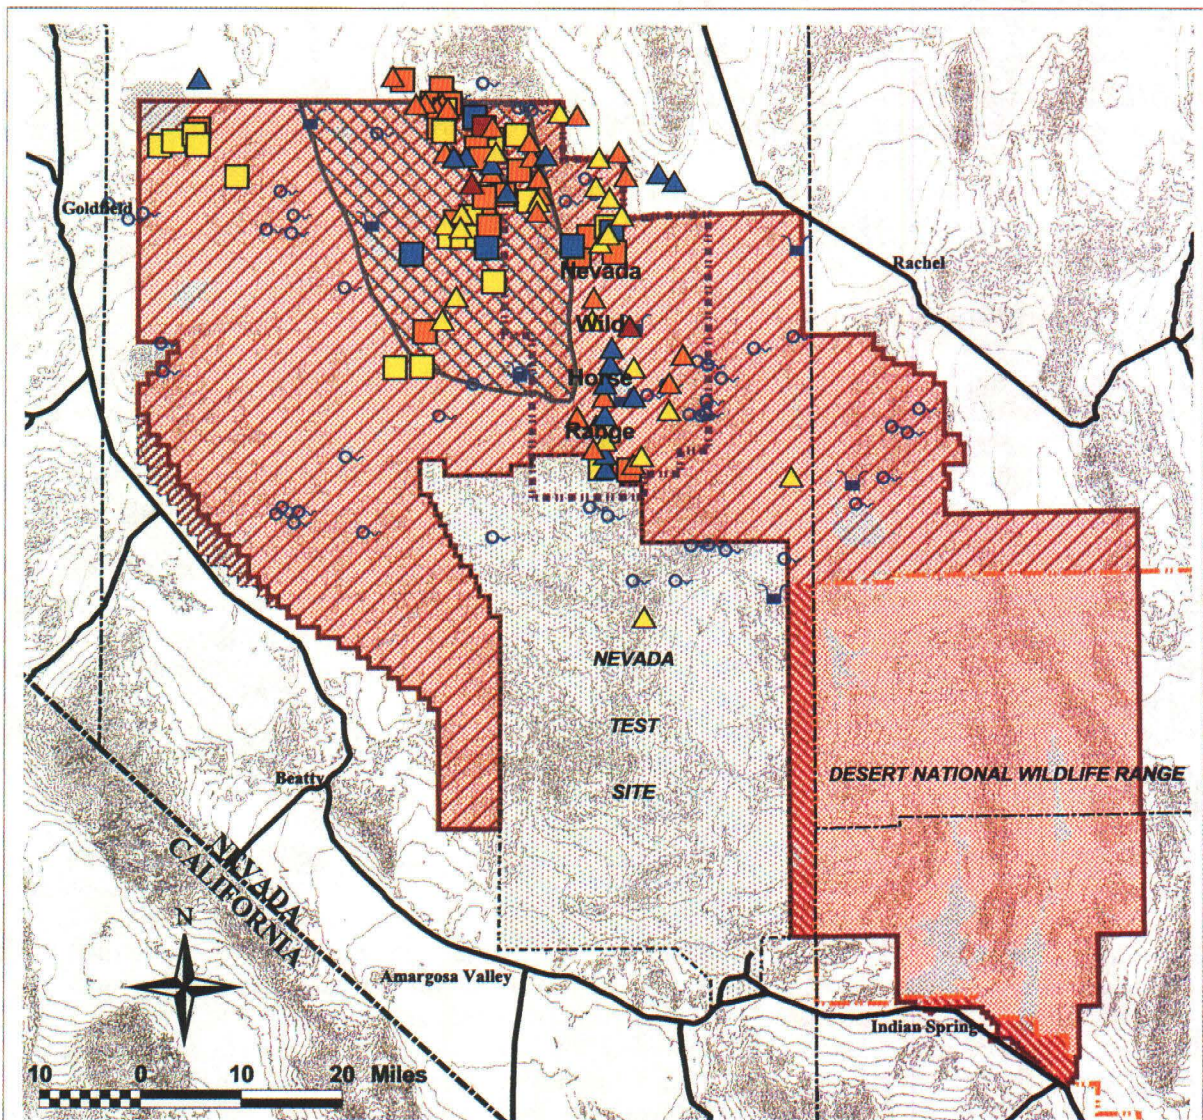 Goldfield
Rachel
Nevada
Wild
Horse
Range
NEVADA
TEST
SITE
DESERT NATIONAL WILDLIFE RANGE
Beatty
NEVADA
CALIFORNIA
N
Amargosa Valley
Indian Springs
10 0 10 20 Miles